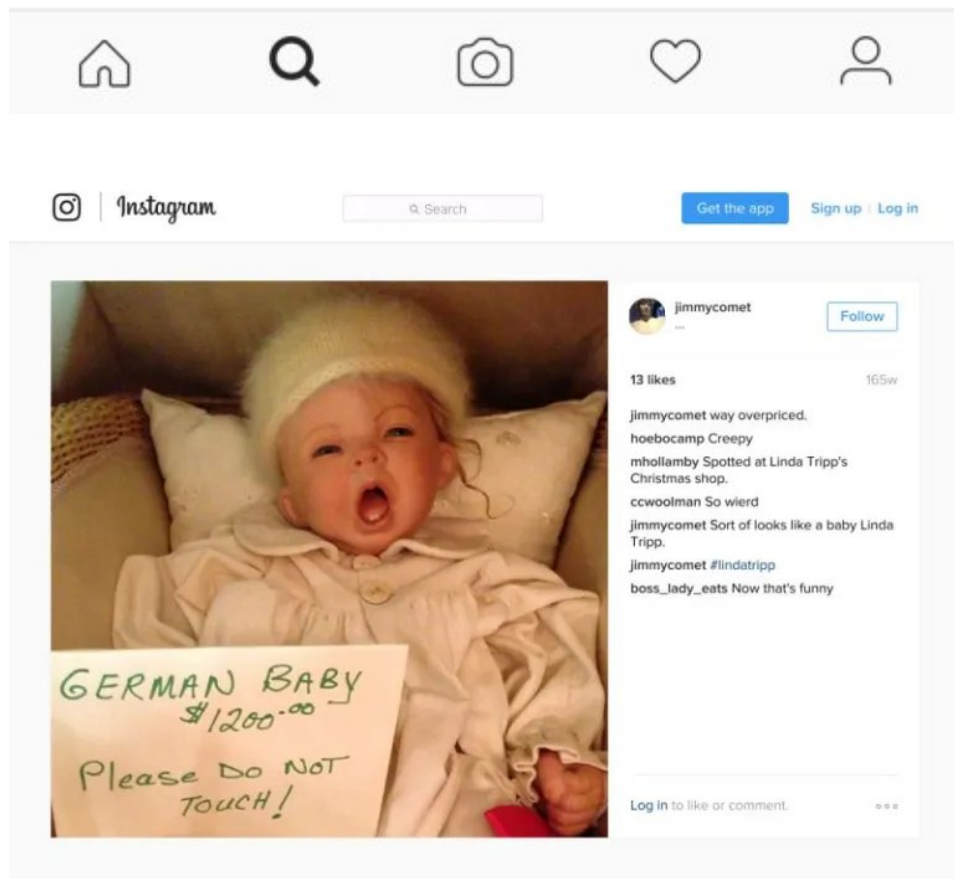 Instagram
Search
Get the app
Sign up | Log in
jimmycomet
...
Follow
13 likes
165w
jimmycomet way overpriced.
hoebocamp Creepy
mhollamby Spotted at Linda Tripp's
Christmas shop.
ccwoolman So wierd
jimmycomet Sort of looks like a baby Linda
Tripp.
jimmycomet #lindatripp
boss_lady_eats Now that's funny
GERMAN BABY
$1200.00
Please DO NOT
TOUCH!
Log in to like or comment.